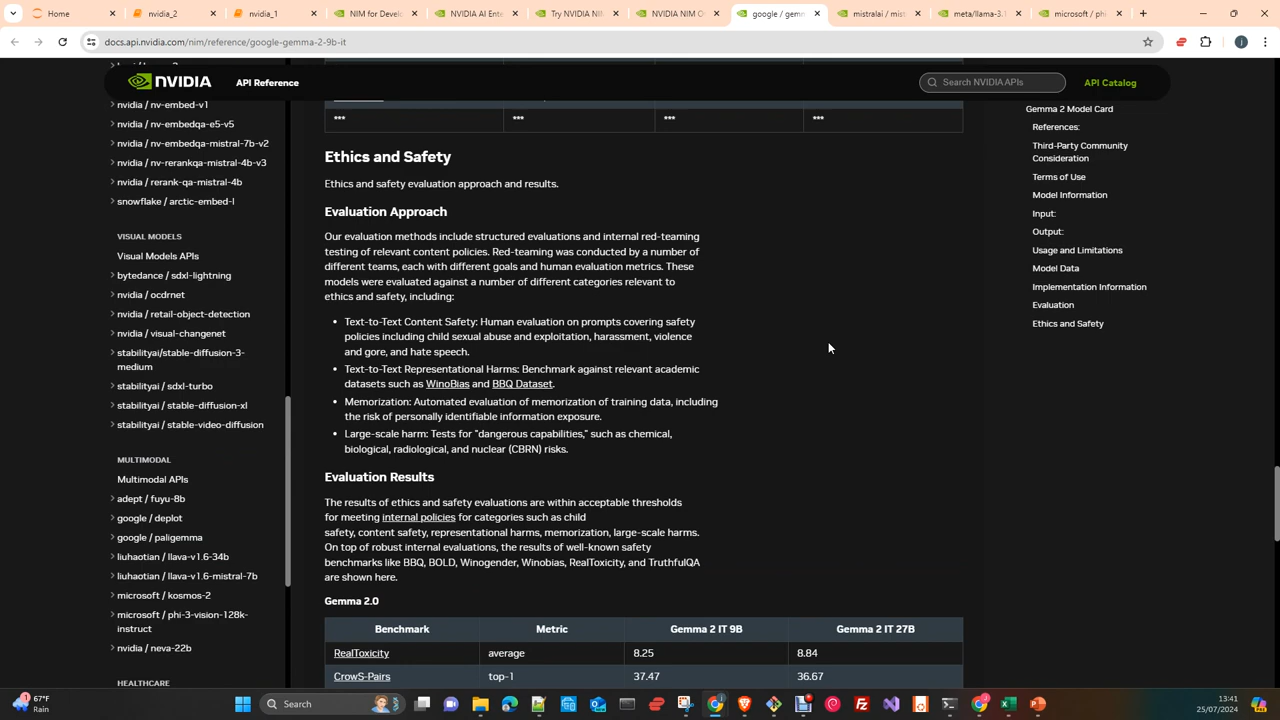 Home
nvidia_2
nvidia_1
NIM for Develo
NVIDIA AI Ente
Try NVIDIA NIM
NVIDIA NIM O
google / gemm
mistralai / mist
meta/llama-3.1
microsoft / phi
docs.api.nvidia.com/nim/reference/google-gemma-2-9b-it
NVIDIA
API Reference
Search NVIDIA APIs
API Catalog
nvidia / nv-embed-v1
nvidia / nv-embedqa-e5-v5
nvidia / nv-embedqa-mistral-7b-v2
nvidia / nv-rerankqa-mistral-4b-v3
nvidia / rerank-qa-mistral-4b
snowflake / arctic-embed-l
VISUAL MODELS
Visual Models APIs
bytedance / sdxl-lightning
nvidia / ocdrnet
nvidia / retail-object-detection
nvidia / visual-changenet
stabilityai/stable-diffusion-3-
medium
stabilityai / sdxl-turbo
stabilityai / stable-diffusion-xl
stabilityai / stable-video-diffusion
MULTIMODAL
Multimodal APIs
adept / fuyu-8b
google / deplot
google / paligemma
liuhaotian / llava-v1.6-34b
liuhaotian / llava-v1.6-mistral-7b
microsoft / kosmos-2
microsoft / phi-3-vision-128k-
instruct
nvidia / neva-22b
HEALTHCARE
*** *** *** ***
Ethics and Safety
Ethics and safety evaluation approach and results.
Evaluation Approach
Our evaluation methods include structured evaluations and internal red-teaming
testing of relevant content policies. Red-teaming was conducted by a number of
different teams, each with different goals and human evaluation metrics. These
models were evaluated against a number of different categories relevant to
ethics and safety, including:
• Text-to-Text Content Safety: Human evaluation on prompts covering safety
policies including child sexual abuse and exploitation, harassment, violence
and gore, and hate speech.
• Text-to-Text Representational Harms: Benchmark against relevant academic
datasets such as WinoBias and BBQ Dataset.
• Memorization: Automated evaluation of memorization of training data, including
the risk of personally identifiable information exposure.
• Large-scale harm: Tests for "dangerous capabilities," such as chemical,
biological, radiological, and nuclear (CBRN) risks.
Evaluation Results
The results of ethics and safety evaluations are within acceptable thresholds
for meeting internal policies for categories such as child
safety, content safety, representational harms, memorization, large-scale harms.
On top of robust internal evaluations, the results of well-known safety
benchmarks like BBQ, BOLD, Winogender, Winobias, RealToxicity, and TruthfulQA
are shown here.
Gemma 2.0
Benchmark Metric Gemma 2 IT 9B Gemma 2 IT 27B
RealToxicity average 8.25 8.84
CrowS-Pairs top-1 37.47 36.67
Gemma 2 Model Card
References:
Third-Party Community
Consideration
Terms of Use
Model Information
Input:
Output:
Usage and Limitations
Model Data
Implementation Information
Evaluation
Ethics and Safety
67°F
Rain
Search
13:41
25/07/2024